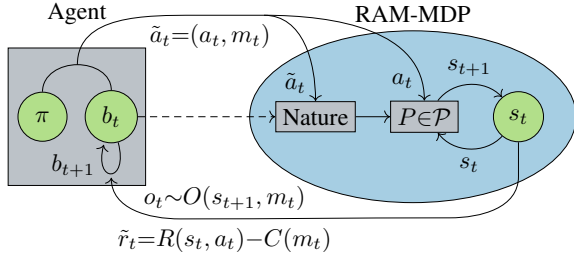 Agent
RAM-MDP
ã_t=(a_t, m_t)
s_{t+1}
ã_t
a_t
π
b_t
Nature
P∈𝒫
s_t
b_{t+1}
s_t
o_t∼O(s_{t+1}, m_t)
r̃_t=R(s_t, a_t)−C(m_t)